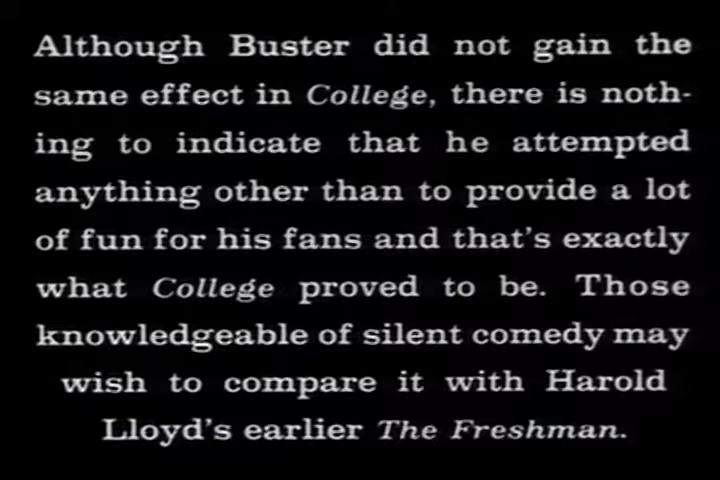 Although Buster did not gain the
same effect in College, there is noth-
ing to indicate that he attempted
anything other than to provide a lot
of fun for his fans and that's exactly
what College proved to be. Those
knowledgeable of silent comedy may
wish to compare it with Harold
Lloyd's earlier The Freshman.